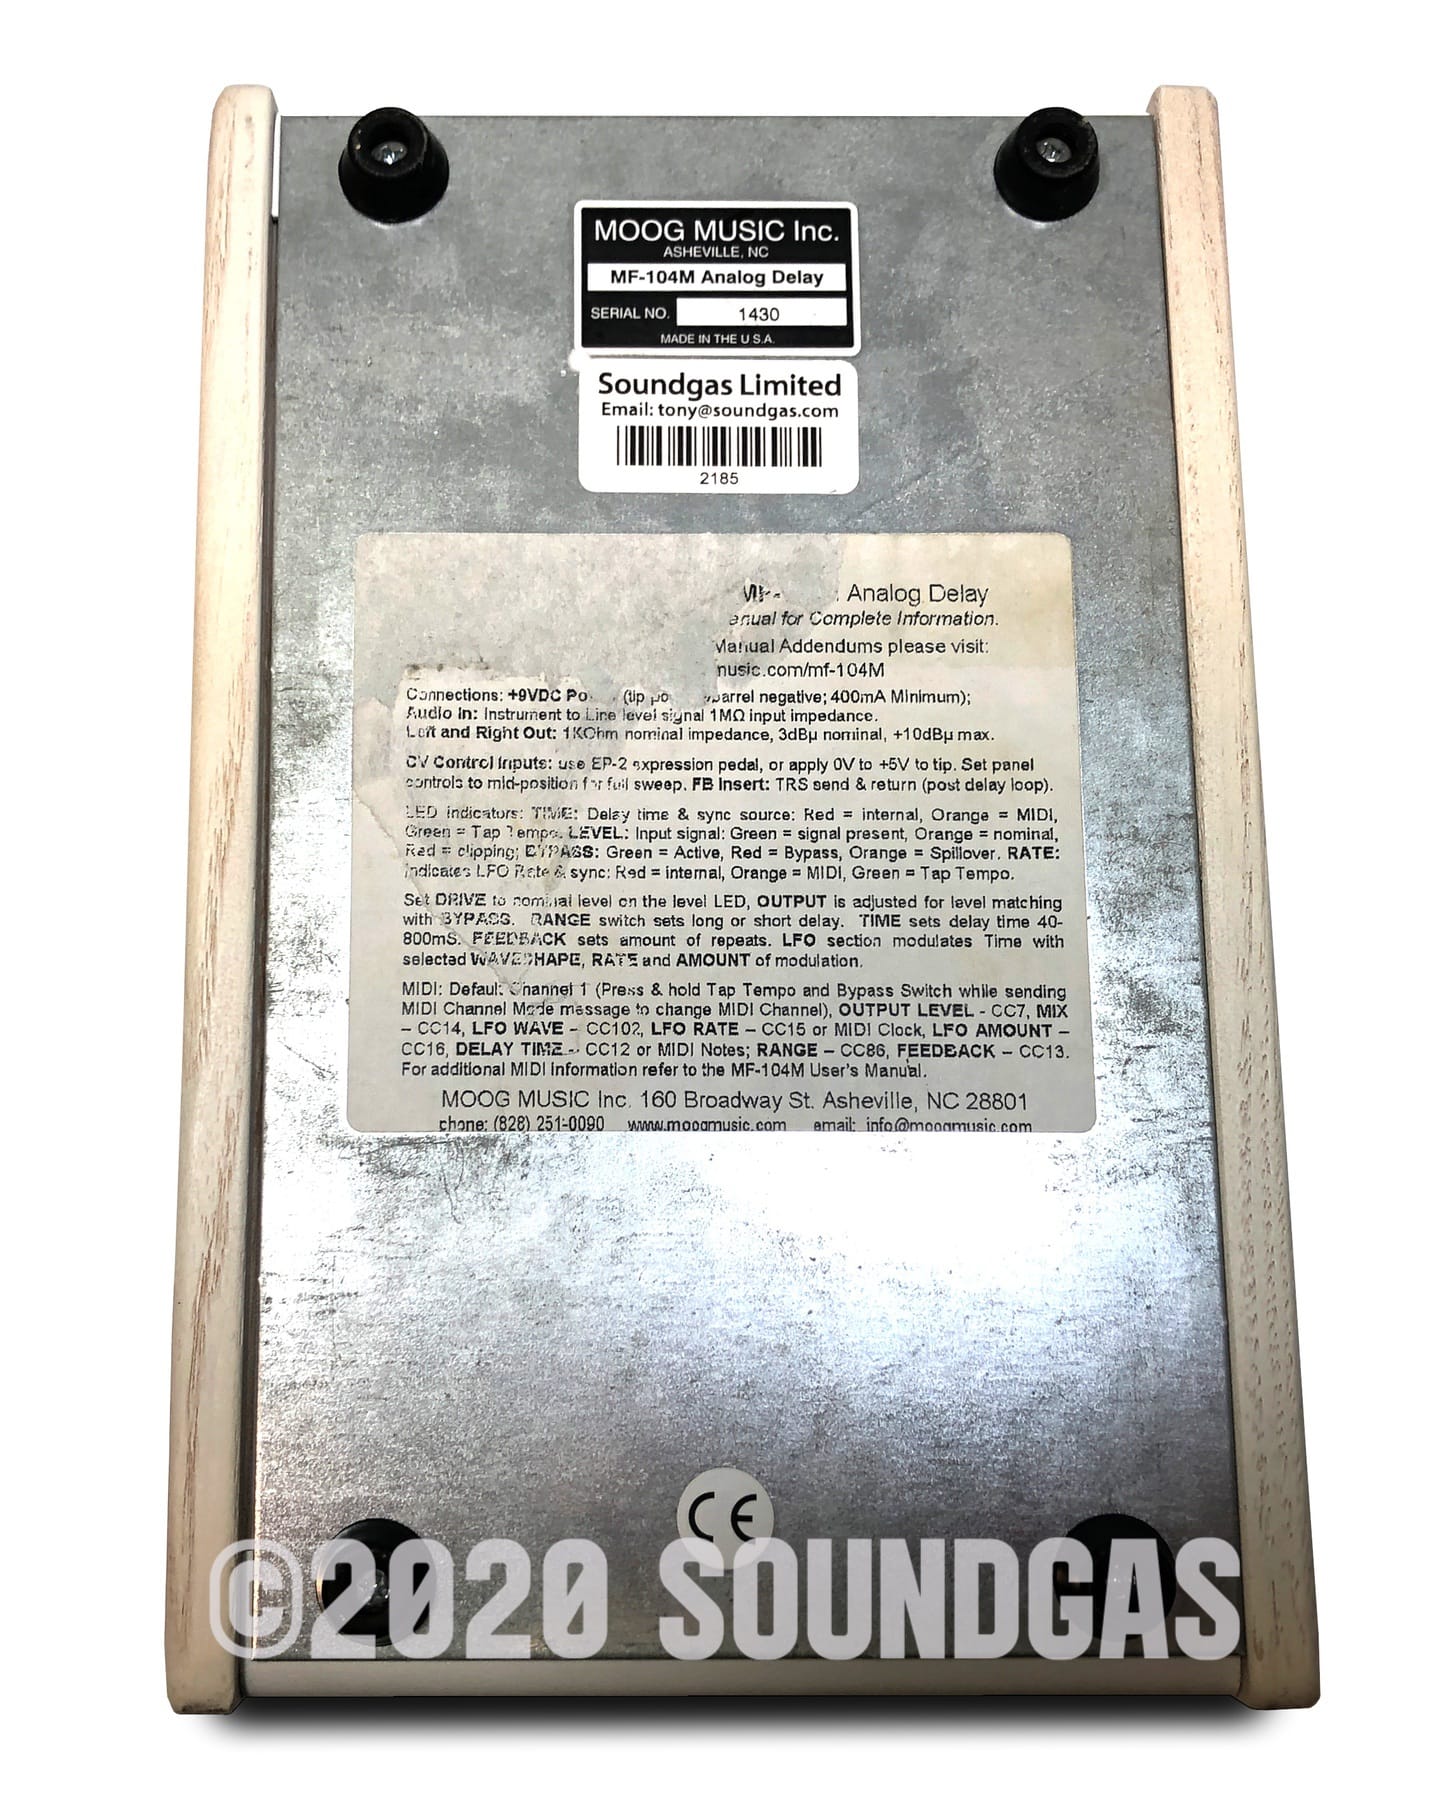 MOOG MUSIC Inc.
ASHEVILLE, NC
MF-104M Analog Delay
SERIAL NO. 1430
MADE IN THE U S.A.
Soundgas Limited
Email: tony@soundgas.com
2185
Analog Delay
for Complete Information.
Manual Addendums please visit:
music.com/mf-104M
Connections: +9VDC (tip barrel negative; 400mA Minimum);
Audio In: Instrument to Line level signal 1MΩ input impedance.
Left and Right Out: 1KOhm nominal impedance, 3dBµ nominal, +10dBµ max.
CV Control Inputs: use EP-2 expression pedal, or apply 0V to +5V to tip. Set panel
controls to mid-position for full sweep. FB Insert: TRS send & return (post delay loop).
LED Indicators: TIME: Delay time & sync source: Red = internal, Orange = MIDI,
Green = Tap Tempo. LEVEL: Input signal: Green = signal present, Orange = nominal,
Red = clipping; BYPASS: Green = Active, Red = Bypass, Orange = Spillover. RATE:
Indicates LFO Rate & sync: Red = internal, Orange = MIDI, Green = Tap Tempo.
Set DRIVE to nominal level on the level LED, OUTPUT is adjusted for level matching
with BYPASS. RANGE switch sets long or short delay. TIME sets delay time 40-
800mS. FEEDBACK sets amount of repeats. LFO section modulates Time with
selected WAVESHAPE, RATE and AMOUNT of modulation.
MIDI: Default Channel 1 (Press & hold Tap Tempo and Bypass Switch while sending
MIDI Channel Mode message to change MIDI Channel), OUTPUT LEVEL - CC7, MIX
– CC14, LFO WAVE – CC102, LFO RATE – CC15 or MIDI Clock, LFO AMOUNT –
CC16, DELAY TIME – CC12 or MIDI Notes; RANGE – CC86, FEEDBACK – CC13.
For additional MIDI Information refer to the MF-104M User's Manual.
MOOG MUSIC Inc. 160 Broadway St. Asheville, NC 28801
phone: (828) 251-0090 www.moogmusic.com email: info@moogmusic.com
CE
©2020 SOUNDGAS